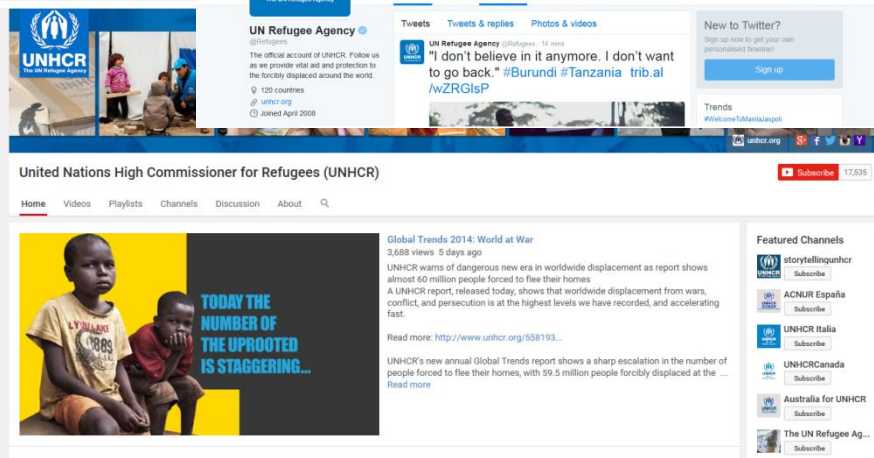 The UN Refugee Agency
UNHCR
The UN Refugee Agency
UN Refugee Agency
@Refugees
The official account of UNHCR. Follow us
as we provide vital aid and protection to
the forcibly displaced around the world.
120 countries
unhcr.org
Joined April 2006
Tweets Tweets & replies Photos & videos
UN Refugee Agency @Refugees · 14 mins
"I don't believe in it anymore. I don't want
to go back." #Burundi #Tanzania trib.al
/wZRGlsP
New to Twitter?
Sign up now to get your own
personalised timeline!
Sign up
Trends
#WelcomeToManilaJaspoli
unhcr.org
United Nations High Commissioner for Refugees (UNHCR)
Subscribe 17,535
Home Videos Playlists Channels Discussion About
LYON LAKE
0889
TODAY THE
NUMBER OF
THE UPROOTED
IS STAGGERING...
Global Trends 2014: World at War
3,688 views 5 days ago
UNHCR warns of dangerous new era in worldwide displacement as report shows
almost 60 million people forced to flee their homes
A UNHCR report, released today, shows that worldwide displacement from wars,
conflict, and persecution is at the highest levels we have recorded, and accelerating
fast.
Read more: http://www.unhcr.org/558193...
UNHCR's new annual Global Trends report shows a sharp escalation in the number of
people forced to flee their homes, with 59.5 million people forcibly displaced at the ...
Read more
Featured Channels
storytellingunhcr
Subscribe
ACNUR España
Subscribe
UNHCR Italia
Subscribe
UNHCRCanada
Subscribe
Australia for UNHCR
Subscribe
The UN Refugee Ag...
Subscribe